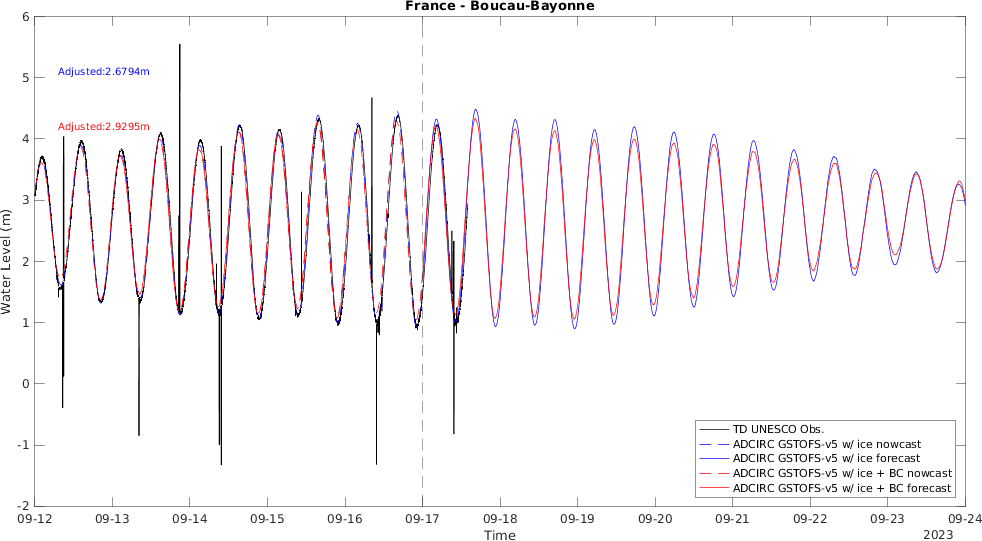 France - Boucau-Bayonne
Water Level (m)
6
5
4
3
2
1
0
-1
-2
Adjusted:2.6794m
Adjusted:2.9295m
TD UNESCO Obs.
ADCIRC GSTOFS-v5 w/ ice nowcast
ADCIRC GSTOFS-v5 w/ ice forecast
ADCIRC GSTOFS-v5 w/ ice + BC nowcast
ADCIRC GSTOFS-v5 w/ ice + BC forecast
09-12 09-13 09-14 09-15 09-16 09-17 09-18 09-19 09-20 09-21 09-22 09-23 09-24
Time
2023